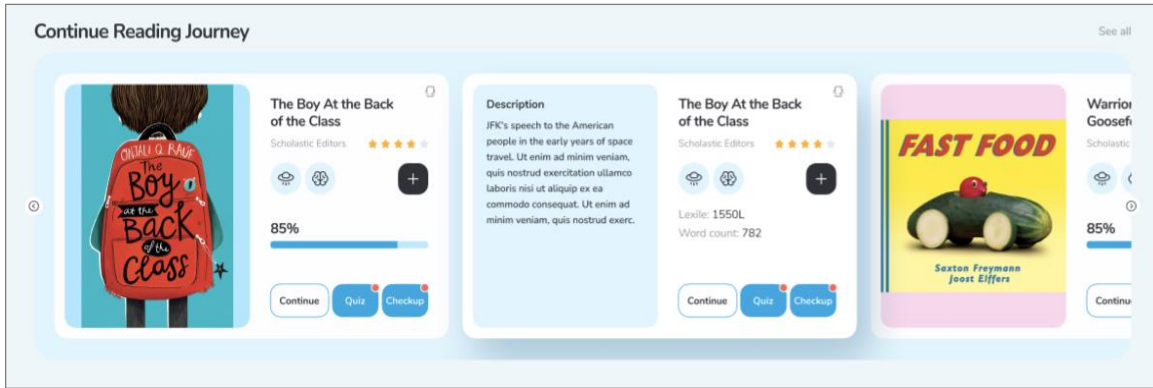 Continue Reading Journey
See all
ONJALI Q. RAÚF
The
Boy
at the
Back
of the
Class
The Boy At the Back
of the Class
Scholastic Editors
85%
Continue
Quiz
Checkup
Description
JFK's speech to the American
people in the early years of space
travel. Ut enim ad minim veniam,
quis nostrud exercitation ullamco
laboris nisi ut aliquip ex ea
commodo consequat. Ut enim ad
minim veniam, quis nostrud exerc.
The Boy At the Back
of the Class
Scholastic Editors
Lexile: 1550L
Word count: 782
Continue
Quiz
Checkup
FAST FOOD
Saxton Freymann
Joost Elffers
Warrior
Goosef
Scholastic
85%
Continu